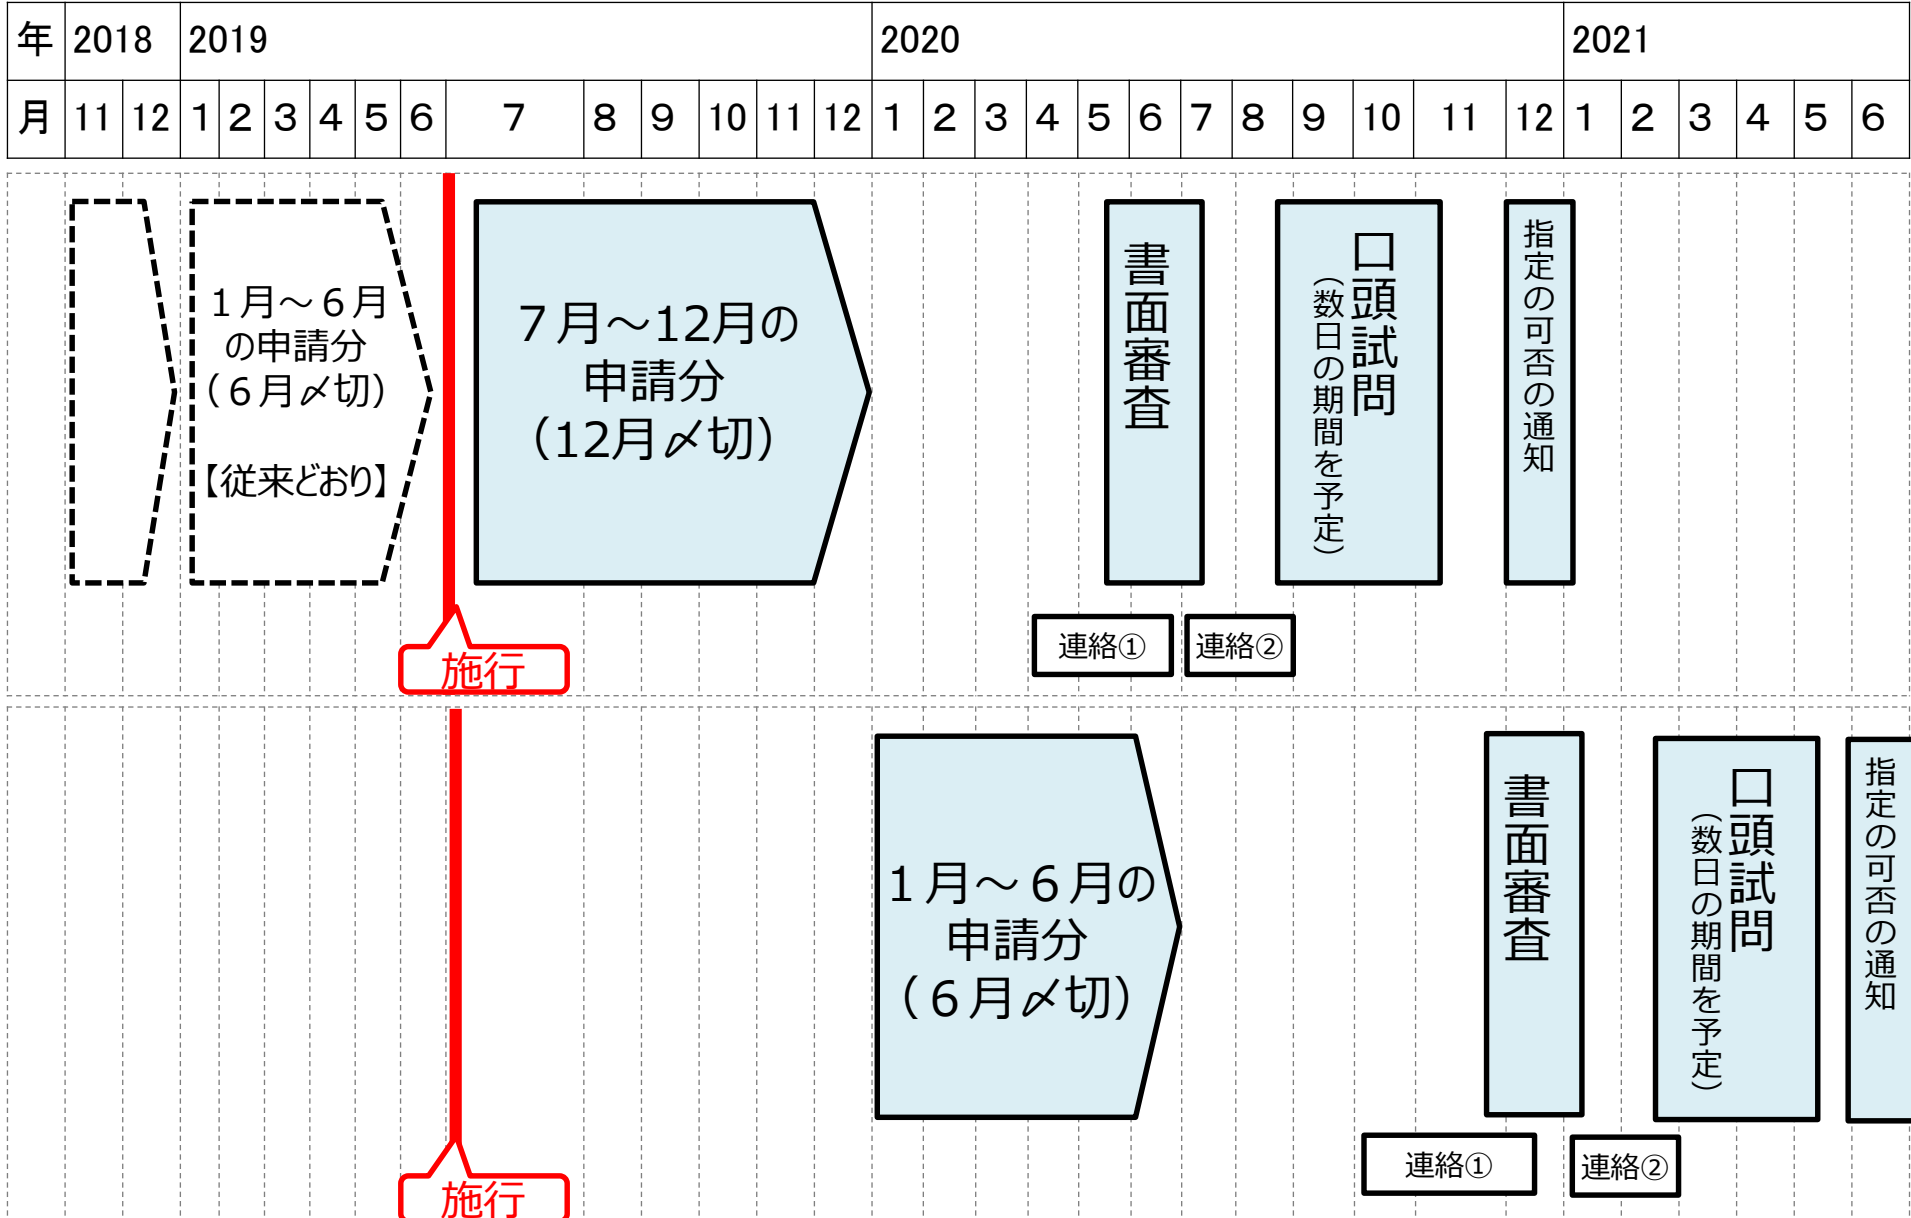 年 2018 2019 2020 2021
月 11 12 1 2 3 4 5 6 7 8 9 10 11 12 1 2 3 4 5 6 7 8 9 10 11 12 1 2 3 4 5 6
１月～６月
の申請分
（６月〆切）
【従来どおり】
７月～12月の
申請分
（12月〆切）
書面審査
口頭試問
（数日の期間を予定）
指定の可否の通知
連絡①
連絡②
施行
１月～６月の
申請分
（６月〆切）
書面審査
口頭試問
（数日の期間を予定）
指定の可否の通知
連絡①
連絡②
施行